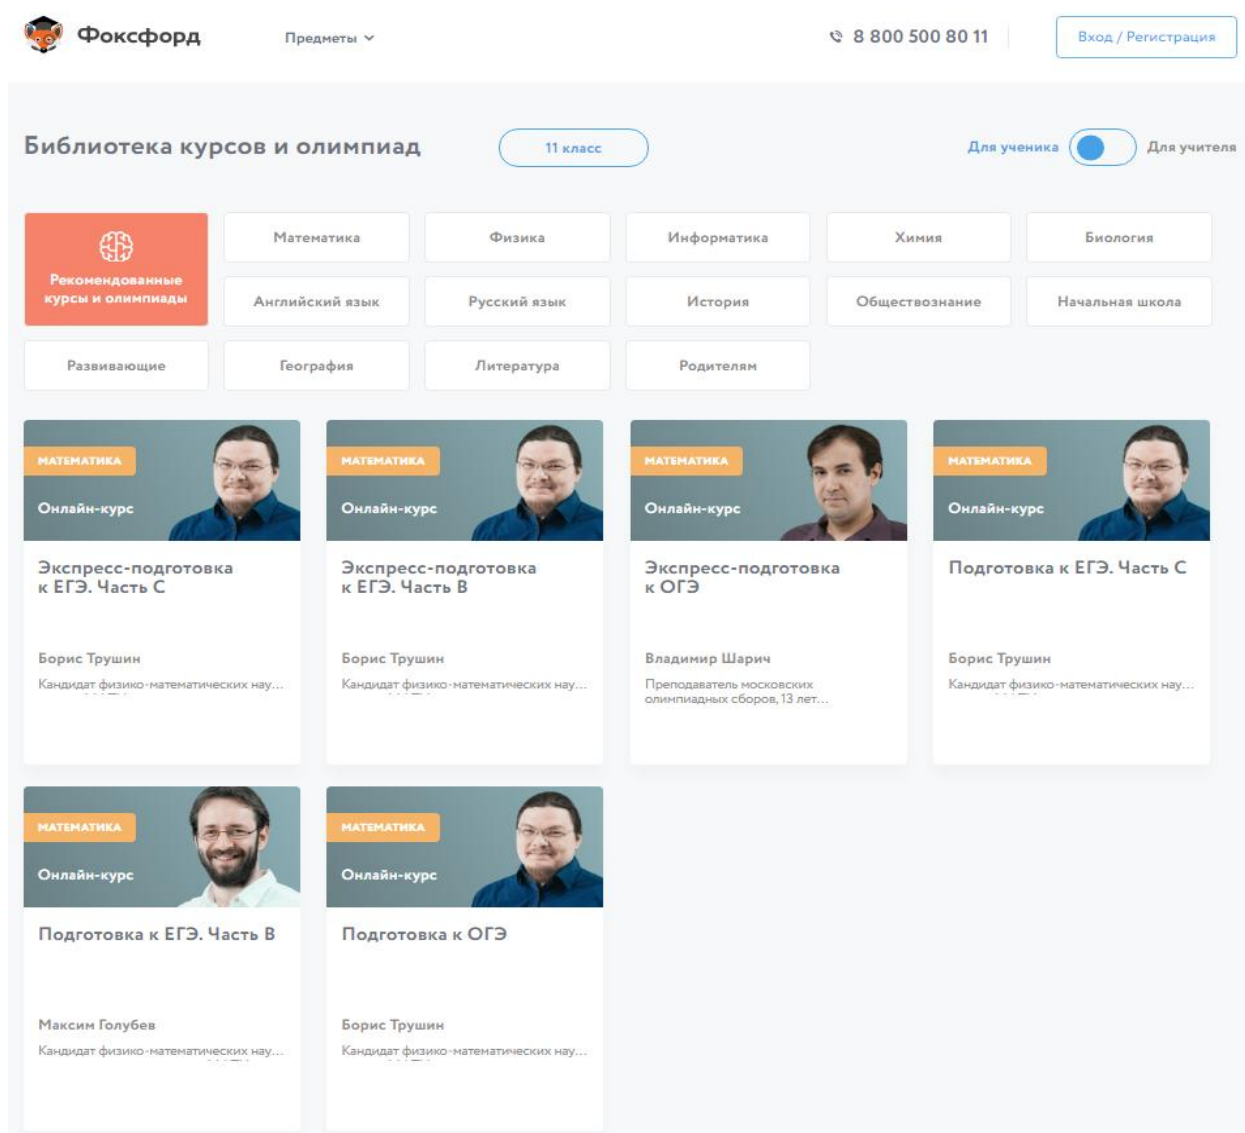 Фоксфорд
Предметы
8 800 500 80 11
Вход / Регистрация
Библиотека курсов и олимпиад
11 класс
Для ученика
Для учителя
Рекомендованные
курсы и олимпиады
Математика
Физика
Информатика
Химия
Биология
Английский язык
Русский язык
История
Обществознание
Начальная школа
Развивающие
География
Литература
Родителям
МАТЕМАТИКА
Онлайн-курс
Экспресс-подготовка
к ЕГЭ. Часть C
Борис Трушин
Кандидат физико-математических нау...
МАТЕМАТИКА
Онлайн-курс
Экспресс-подготовка
к ЕГЭ. Часть B
Борис Трушин
Кандидат физико-математических нау...
МАТЕМАТИКА
Онлайн-курс
Экспресс-подготовка
к ОГЭ
Владимир Шарич
Преподаватель московских
олимпиадных сборов, 13 лет...
МАТЕМАТИКА
Онлайн-курс
Подготовка к ЕГЭ. Часть C
Борис Трушин
Кандидат физико-математических нау...
МАТЕМАТИКА
Онлайн-курс
Подготовка к ЕГЭ. Часть B
Максим Голубев
Кандидат физико-математических нау...
МАТЕМАТИКА
Онлайн-курс
Подготовка к ОГЭ
Борис Трушин
Кандидат физико-математических нау...